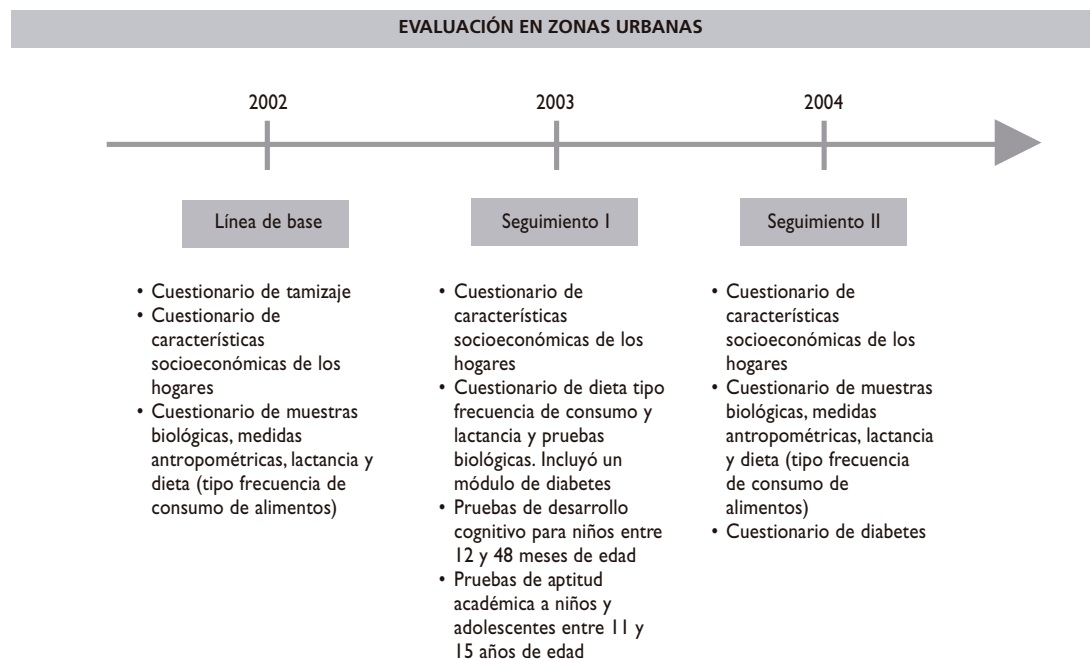 EVALUACIÓN EN ZONAS URBANAS
2002
2003
2004
Línea de base
Seguimiento I
Seguimiento II
• Cuestionario de tamizaje
• Cuestionario de
características
socioeconómicas de los
hogares
• Cuestionario de muestras
biológicas, medidas
antropométricas, lactancia y
dieta (tipo frecuencia de
consumo de alimentos)
• Cuestionario de
características
socioeconómicas de los
hogares
• Cuestionario de dieta tipo
frecuencia de consumo y
lactancia y pruebas
biológicas. Incluyó un
módulo de diabetes
• Pruebas de desarrollo
cognitivo para niños entre
12 y 48 meses de edad
• Pruebas de aptitud
académica a niños y
adolescentes entre 11 y
15 años de edad
• Cuestionario de
características
socioeconómicas de los
hogares
• Cuestionario de muestras
biológicas, medidas
antropométricas, lactancia
y dieta (tipo frecuencia
de consumo de
alimentos)
• Cuestionario de diabetes